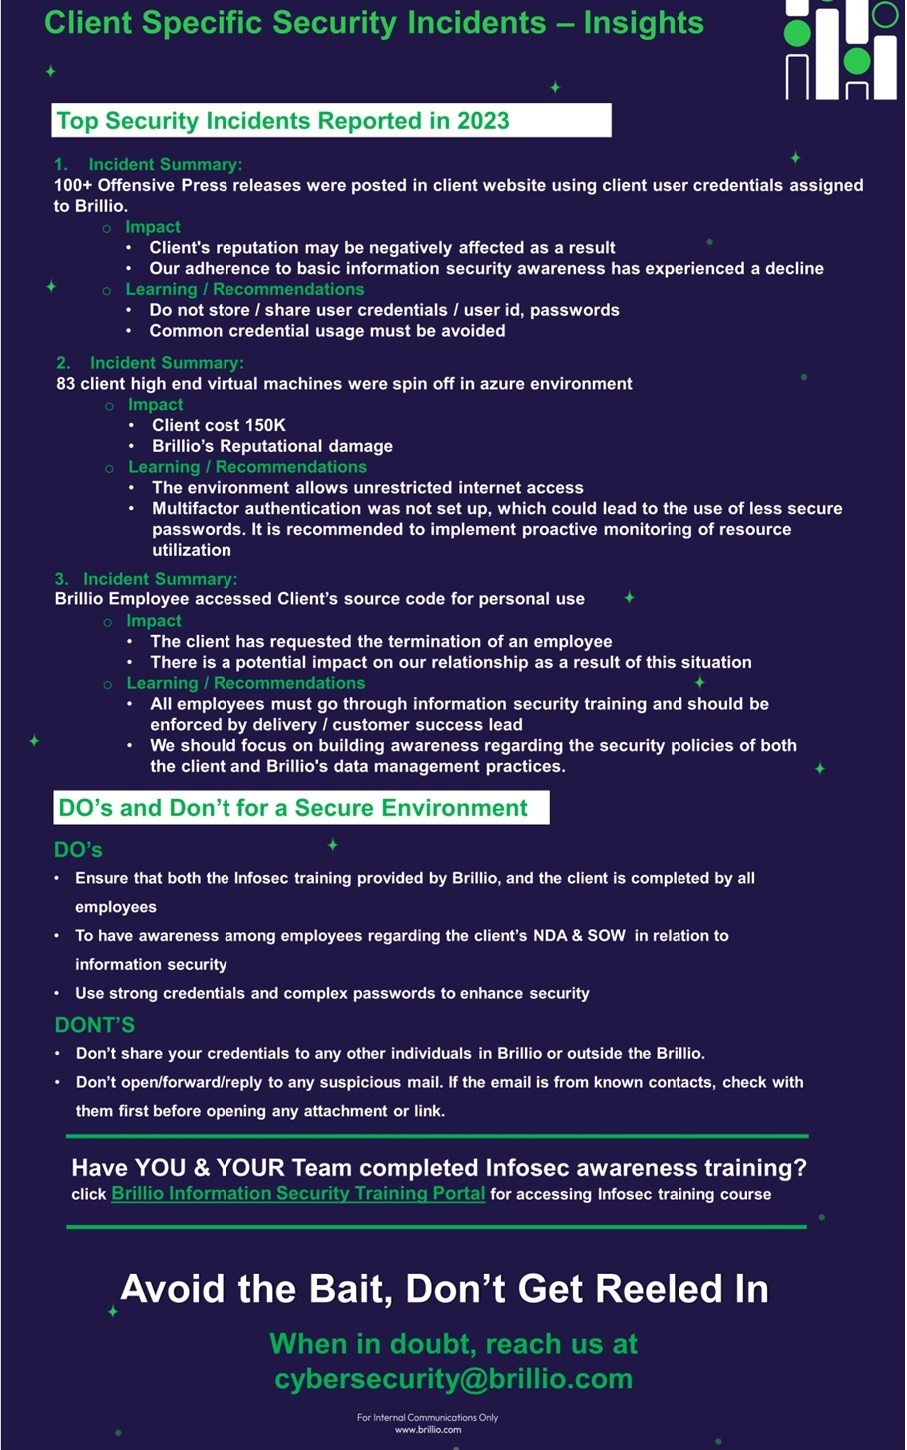 Client Specific Security Incidents – Insights
Top Security Incidents Reported in 2023
1. Incident Summary:
100+ Offensive Press releases were posted in client website using client user credentials assigned
to Brillio.
o Impact
• Client's reputation may be negatively affected as a result
• Our adherence to basic information security awareness has experienced a decline
o Learning / Recommendations
• Do not store / share user credentials / user id, passwords
• Common credential usage must be avoided
2. Incident Summary:
83 client high end virtual machines were spin off in azure environment
o Impact
• Client cost 150K
• Brillio’s Reputational damage
o Learning / Recommendations
• The environment allows unrestricted internet access
• Multifactor authentication was not set up, which could lead to the use of less secure
passwords. It is recommended to implement proactive monitoring of resource
utilization
3. Incident Summary:
Brillio Employee accessed Client’s source code for personal use
o Impact
• The client has requested the termination of an employee
• There is a potential impact on our relationship as a result of this situation
o Learning / Recommendations
• All employees must go through information security training and should be
enforced by delivery / customer success lead
• We should focus on building awareness regarding the security policies of both
the client and Brillio's data management practices.
DO’s and Don’t for a Secure Environment
DO’s
• Ensure that both the Infosec training provided by Brillio, and the client is completed by all
employees
• To have awareness among employees regarding the client’s NDA & SOW in relation to
information security
• Use strong credentials and complex passwords to enhance security
DONT’S
• Don’t share your credentials to any other individuals in Brillio or outside the Brillio.
• Don’t open/forward/reply to any suspicious mail. If the email is from known contacts, check with
them first before opening any attachment or link.
Have YOU & YOUR Team completed Infosec awareness training?
click Brillio Information Security Training Portal for accessing Infosec training course
Avoid the Bait, Don’t Get Reeled In
When in doubt, reach us at
cybersecurity@brillio.com
For Internal Communications Only
www.brillio.com